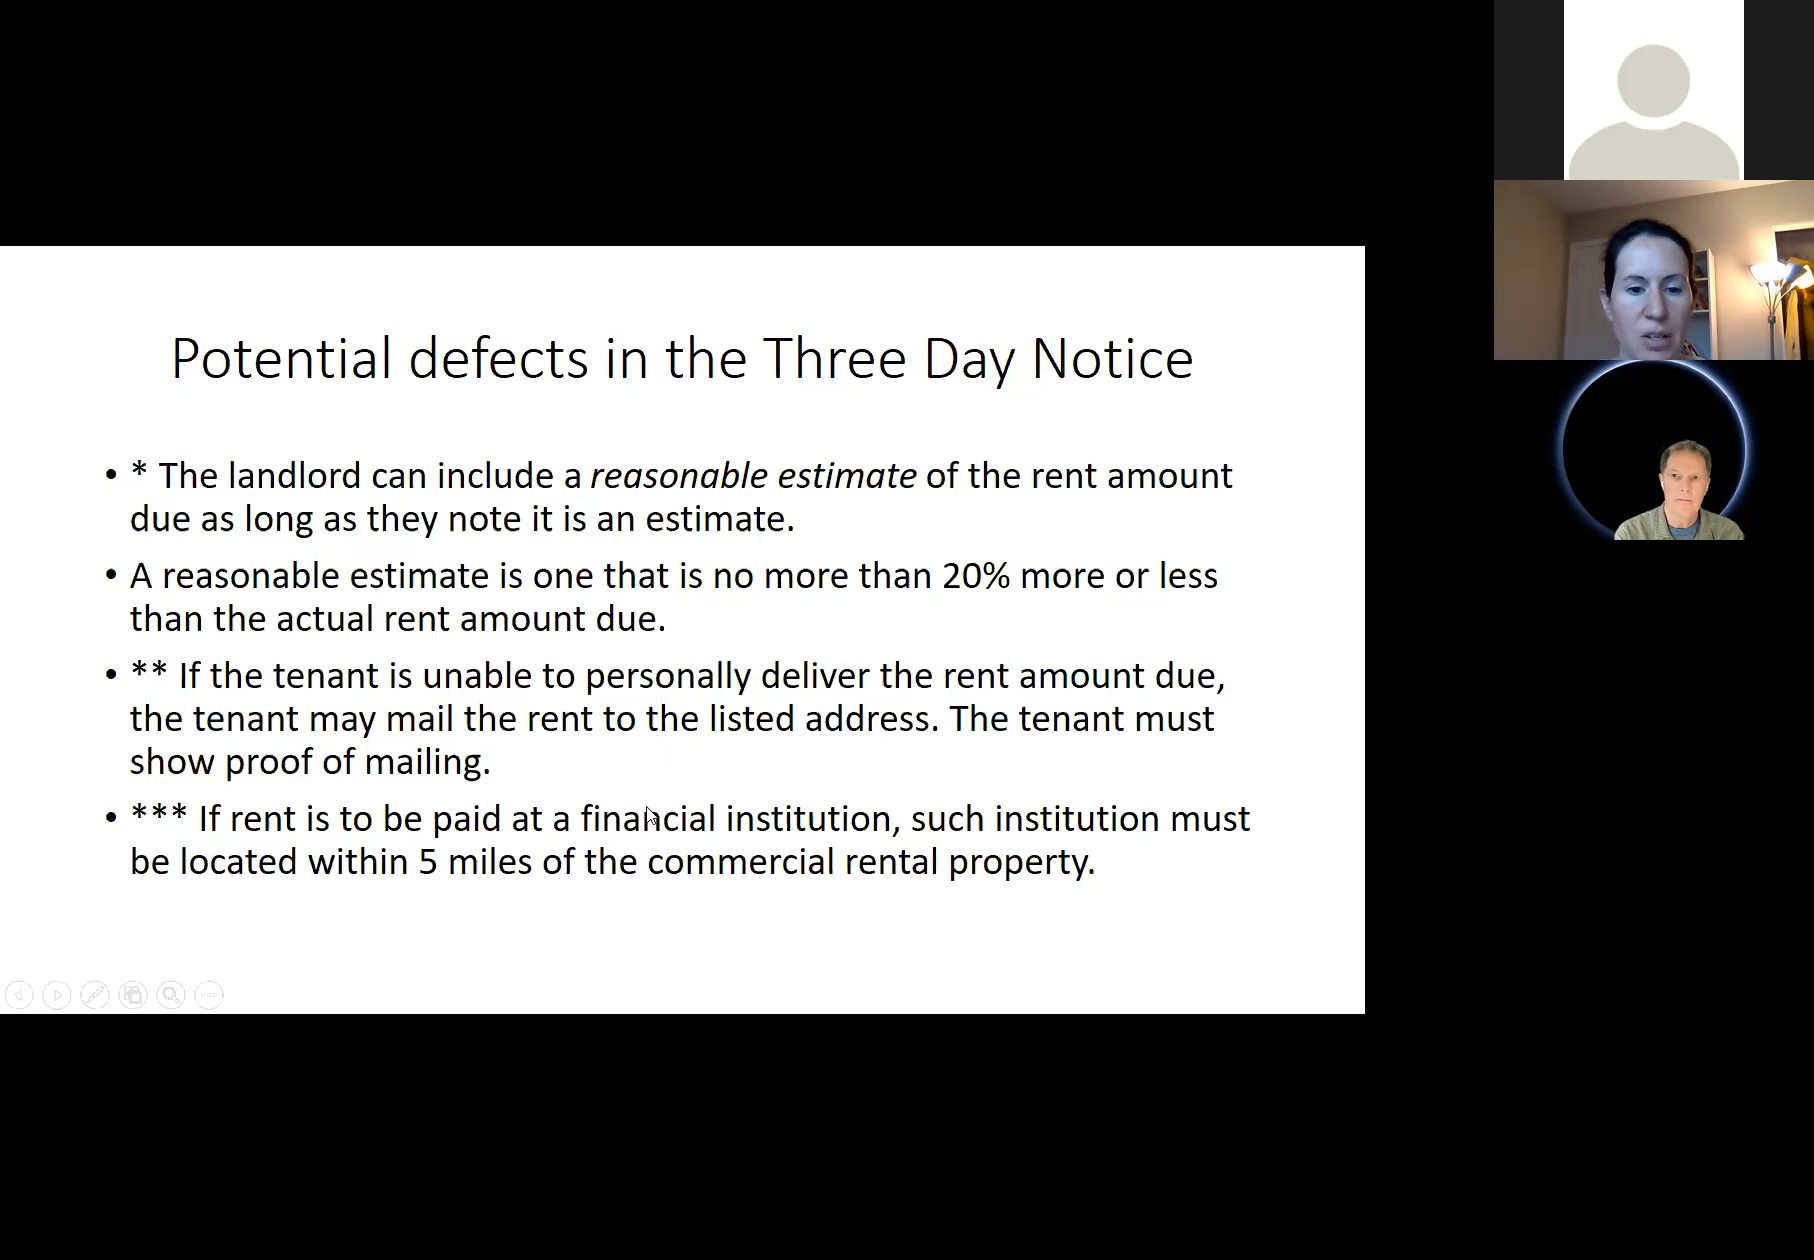 Potential defects in the Three Day Notice
• * The landlord can include a reasonable estimate of the rent amount
due as long as they note it is an estimate.
• A reasonable estimate is one that is no more than 20% more or less
than the actual rent amount due.
• ** If the tenant is unable to personally deliver the rent amount due,
the tenant may mail the rent to the listed address. The tenant must
show proof of mailing.
• *** If rent is to be paid at a financial institution, such institution must
be located within 5 miles of the commercial rental property.